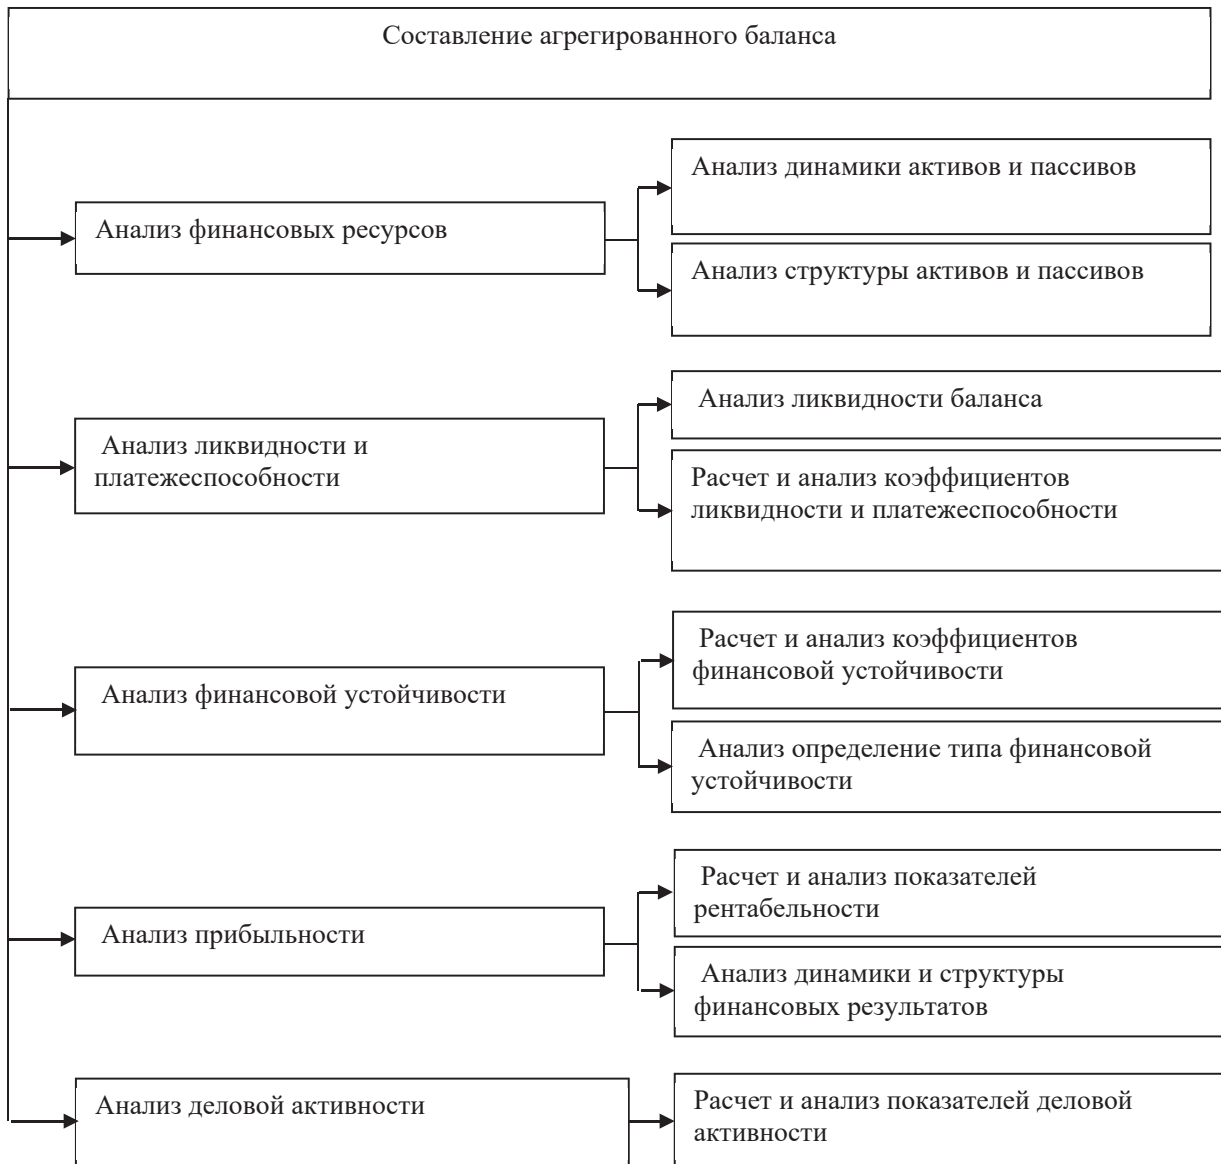 Составление агрегированного баланса
Анализ динамики активов и пассивов
Анализ финансовых ресурсов
Анализ структуры активов и пассивов
Анализ ликвидности баланса
Анализ ликвидности и
платежеспособности
Расчет и анализ коэффициентов
ликвидности и платежеспособности
Расчет и анализ коэффициентов
финансовой устойчивости
Анализ финансовой устойчивости
Анализ определение типа финансовой
устойчивости
Расчет и анализ показателей
рентабельности
Анализ прибыльности
Анализ динамики и структуры
финансовых результатов
Анализ деловой активности
Расчет и анализ показателей деловой
активности